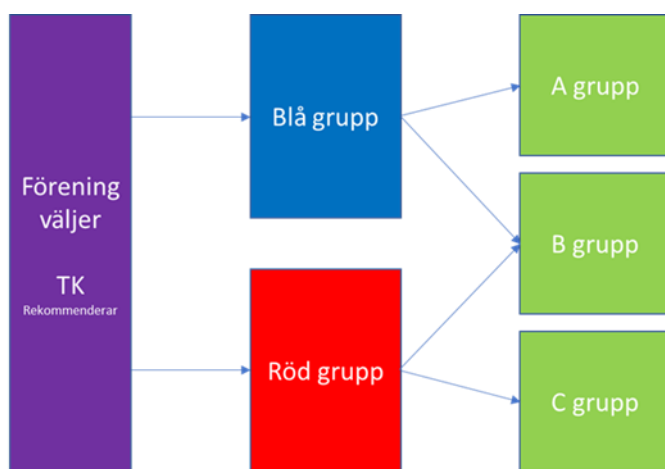 Förening
väljer
TK
Rekommenderar
Blå grupp
Röd grupp
A grupp
B grupp
C grupp